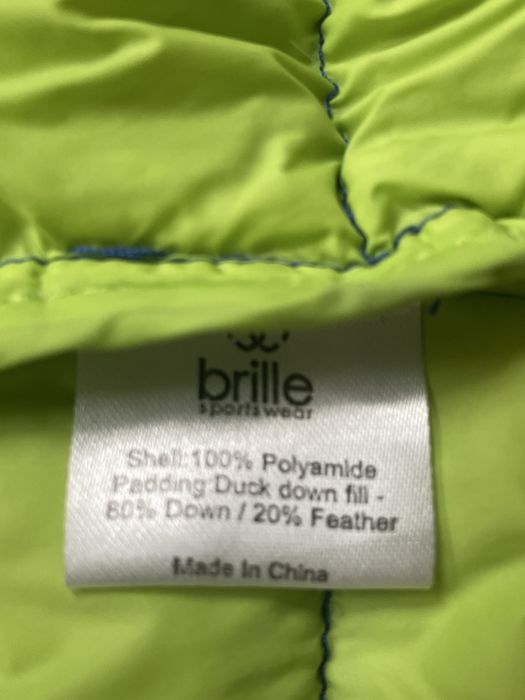 brille
sportswear
Shell:100% Polyamide
Padding:Duck down fill -
80% Down / 20% Feather
Made In China